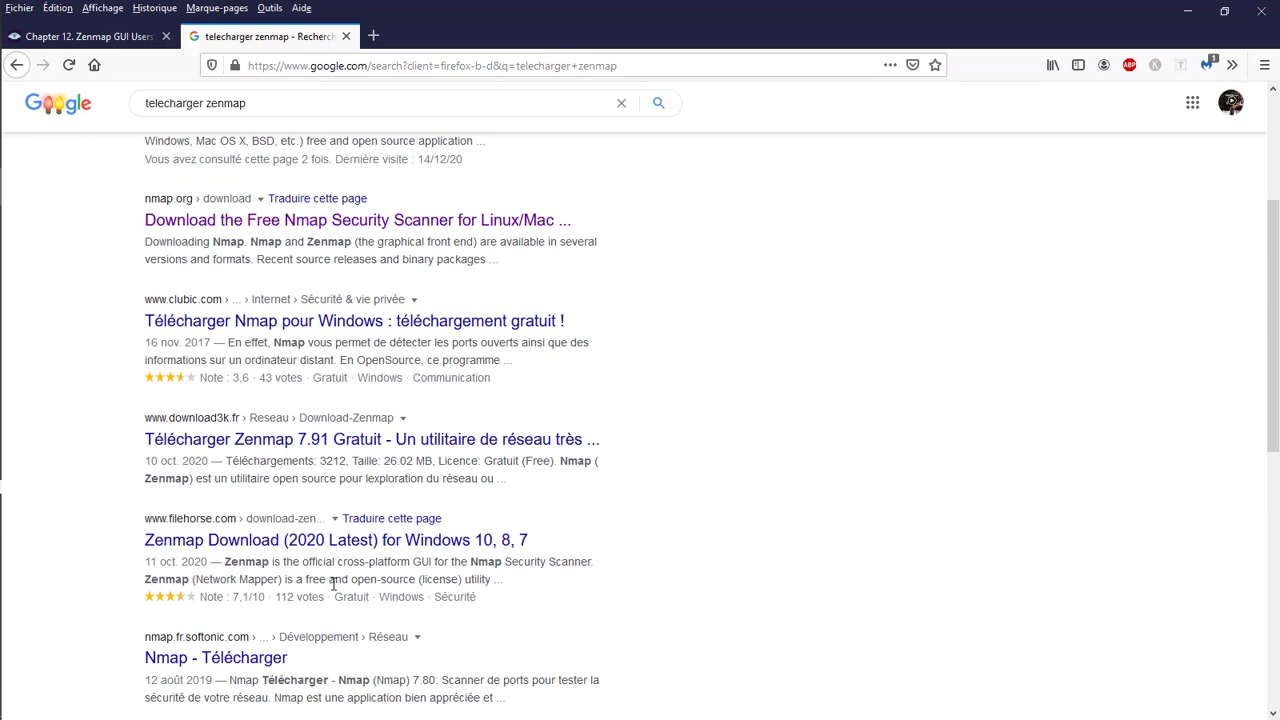 Fichier Édition Affichage Historique Marque-pages Outils Aide
Chapter 12. Zenmap GUI Users'
telecharger zenmap - Recherch
https://www.google.com/search?client=firefox-b-d&q=telecharger+zenmap
ABP
1
Google
telecharger zenmap
Windows, Mac OS X, BSD, etc.) free and open source application ...
Vous avez consulté cette page 2 fois. Dernière visite : 14/12/20
nmap.org › download Traduire cette page
Download the Free Nmap Security Scanner for Linux/Mac ...
Downloading Nmap. Nmap and Zenmap (the graphical front end) are available in several
versions and formats. Recent source releases and binary packages ...
www.clubic.com › ... › Internet › Sécurité & vie privée
Télécharger Nmap pour Windows : téléchargement gratuit !
16 nov. 2017 — En effet, Nmap vous permet de détecter les ports ouverts ainsi que des
informations sur un ordinateur distant. En OpenSource, ce programme ...
Note : 3,6 · 43 votes · Gratuit · Windows · Communication
www.download3k.fr › Reseau › Download-Zenmap
Télécharger Zenmap 7.91 Gratuit - Un utilitaire de réseau très ...
10 oct. 2020 — Téléchargements: 3212, Taille: 26.02 MB, Licence: Gratuit (Free). Nmap (
Zenmap) est un utilitaire open source pour lexploration du réseau ou ...
www.filehorse.com › download-zen... Traduire cette page
Zenmap Download (2020 Latest) for Windows 10, 8, 7
11 oct. 2020 — Zenmap is the official cross-platform GUI for the Nmap Security Scanner.
Zenmap (Network Mapper) is a free and open-source (license) utility ...
Note : 7,1/10 · 112 votes · Gratuit · Windows · Sécurité
nmap.fr.softonic.com › ... › Développement › Réseau
Nmap - Télécharger
12 août 2019 — Nmap Télécharger - Nmap (Nmap) 7.80: Scanner de ports pour tester la
sécurité de votre réseau. Nmap est une application bien appréciée et ...